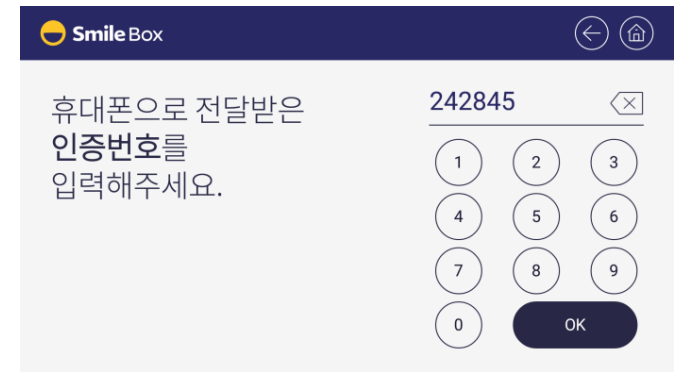 Smile Box
휴대폰으로 전달받은
인증번호를
입력해주세요.
242845
1 2 3
4 5 6
7 8 9
0 OK